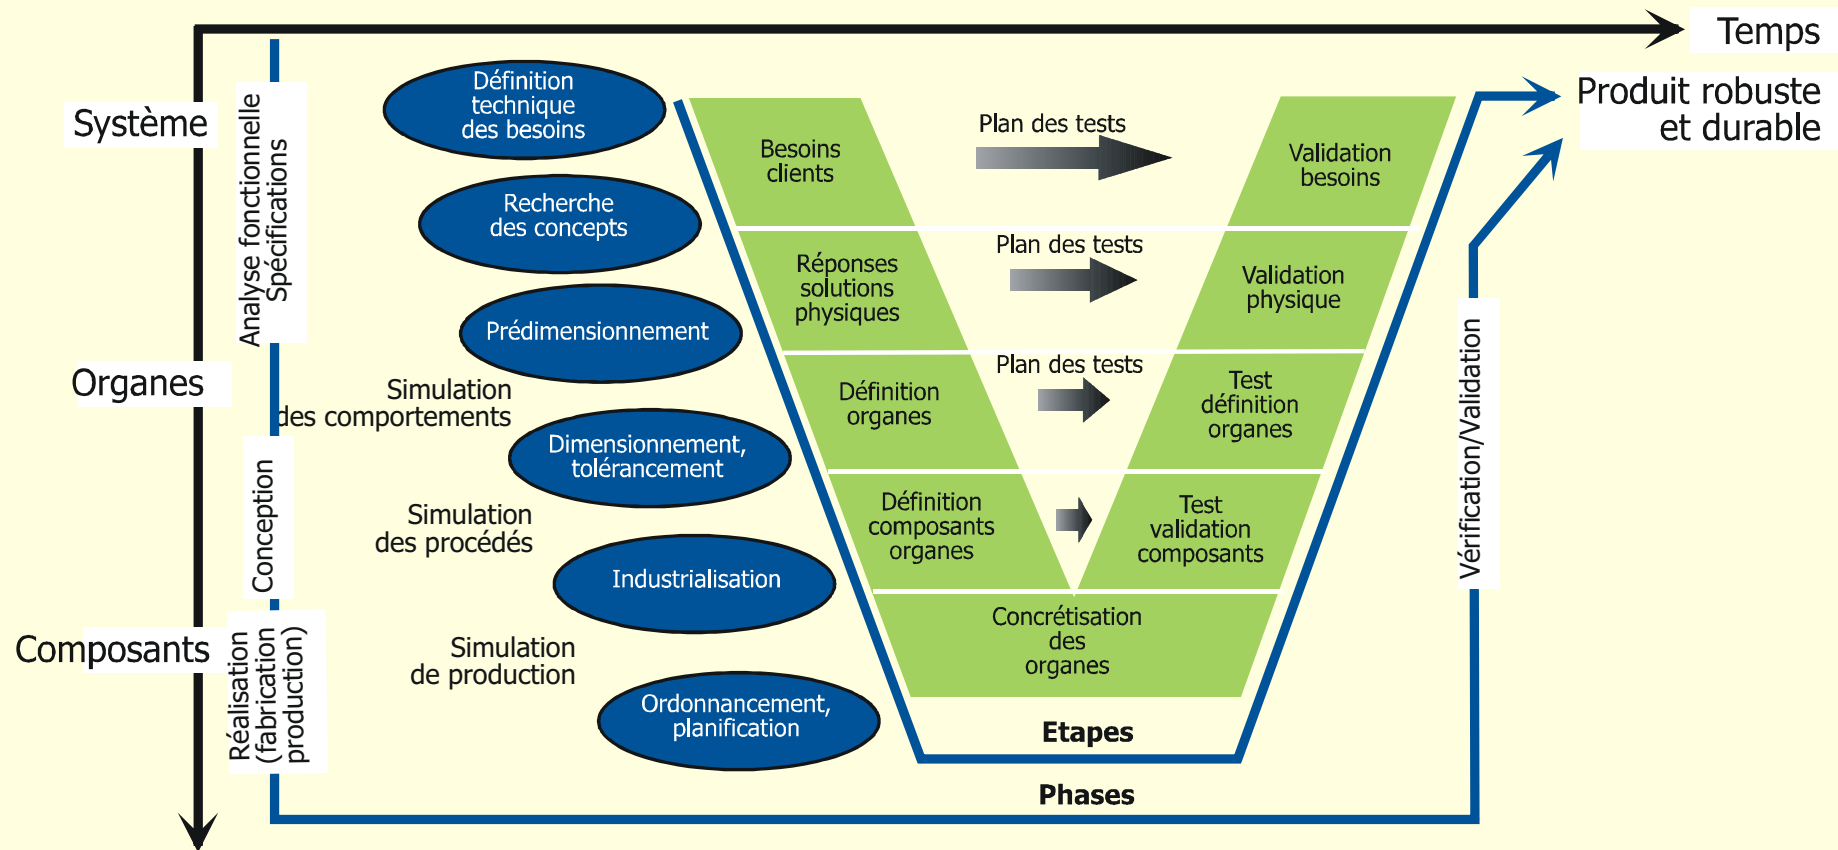 Temps
Produit robuste
et durable
Système
Organes
Composants
Analyse fonctionnelle
Spécifications
Conception
Réalisation
(fabrication
production)
Définition
technique
des besoins
Recherche
des concepts
Prédimensionnement
Simulation
des comportements
Dimensionnement,
tolérancement
Simulation
des procédés
Industrialisation
Simulation
de production
Ordonnancement,
planification
Besoins
clients
Plan des tests
Validation
besoins
Réponses
solutions
physiques
Plan des tests
Validation
physique
Définition
organes
Plan des tests
Test
définition
organes
Définition
composants
organes
Test
validation
composants
Concrétisation
des
organes
Etapes
Phases
Vérification/Validation